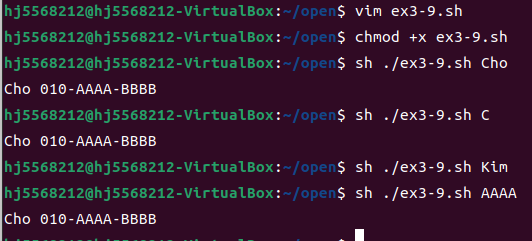 hj5568212@hj5568212-VirtualBox:~/open$ vim ex3-9.sh
hj5568212@hj5568212-VirtualBox:~/open$ chmod +x ex3-9.sh
hj5568212@hj5568212-VirtualBox:~/open$ sh ./ex3-9.sh Cho
Cho 010-AAAA-BBBB
hj5568212@hj5568212-VirtualBox:~/open$ sh ./ex3-9.sh C
Cho 010-AAAA-BBBB
hj5568212@hj5568212-VirtualBox:~/open$ sh ./ex3-9.sh Kim
hj5568212@hj5568212-VirtualBox:~/open$ sh ./ex3-9.sh AAAA
Cho 010-AAAA-BBBB